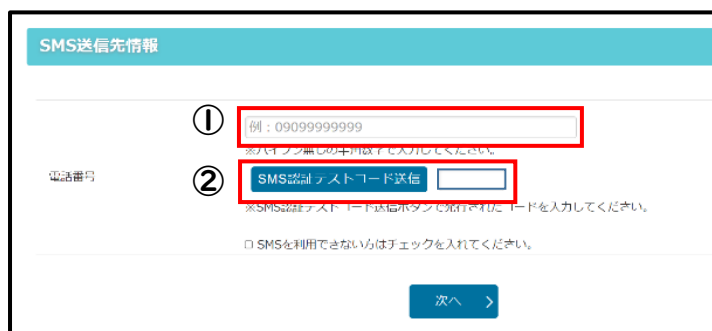 SMS送信先情報
①
例：09099999999
※ハイフン無しの半角数字で入力してください。
電話番号
②
SMS認証テストコード送信
※SMS認証テストコード送信ボタンで発行されたコードを入力してください。
□ SMSを利用できない方はチェックを入れてください。
次へ >